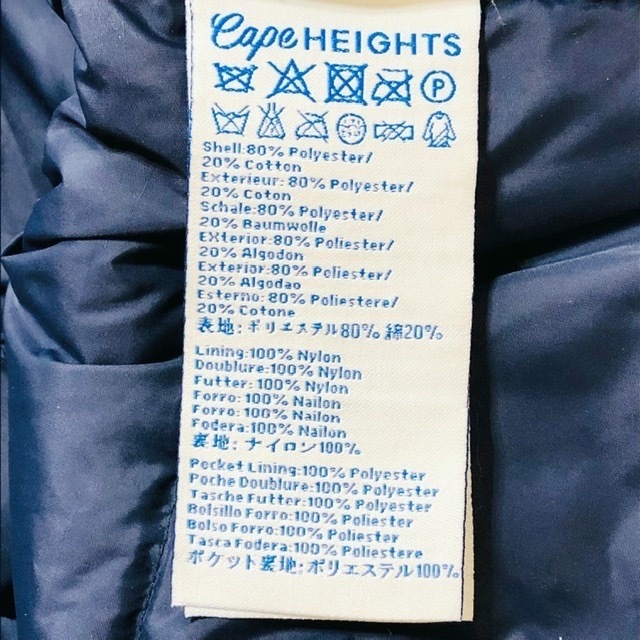 Cape HEIGHTS
P
Shell:80% Polyester/
20% Cotton
Exterieur:80% Polyester/
20% Coton
Schale:80% Polyester/
20% Baumwolle
EXterior:80% Poliester/
20% Algodon
Exterior:80% Poliester/
20% Algodao
Esterno:80% Poliestere/
20% Cotone
表地:ポリエステル80% 綿20%
Lining:100% Nylon
Doublure:100% Nylon
Futter:100% Nylon
Forro:100% Nailon
Forro:100% Nailon
Fodera:100% Nailon
裏地:ナイロン100%
Pocket Lining:100% Polyester
Poche Doublure:100% Polyester
Tasche Futter:100% Polyester
Bolsillo Forro:100% Poliester
Bolso Forro:100% Poliester
Tasca Fodera:100% Poliestere
ポケット裏地:ポリエステル100%